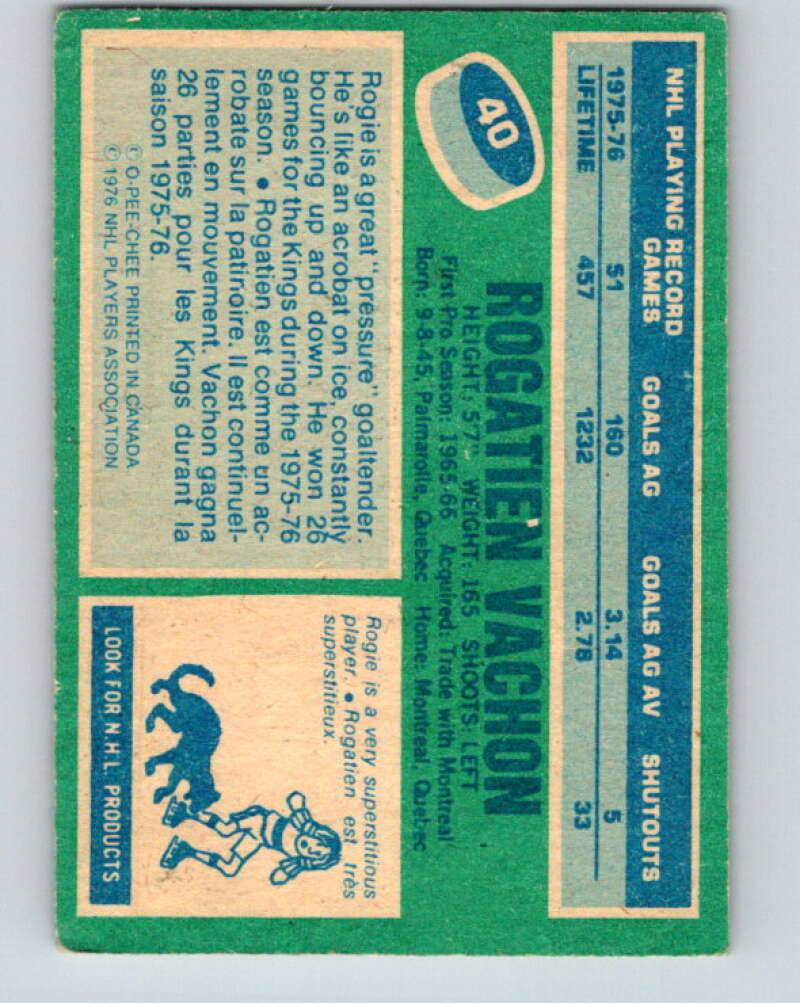 NHL PLAYING RECORD
GAMES GOALS AG GOALS AG AV SHUTOUTS
1975-76 51 160 3.14 5
LIFETIME 457 1232 2.78 33
40
ROGATIEN VACHON
HEIGHT: 5'7" WEIGHT: 165 SHOOTS: LEFT
First Pro Season: 1965-66 Acquired: Trade with Montreal
Born: 9-8-45, Palmarolle, Quebec Home: Montreal, Quebec
Rogie is a great "pressure" goaltender.
He's like an acrobat on ice, constantly
bouncing up and down. He won 26
games for the Kings during the 1975-76
season. • Rogatien est comme un ac-
robate sur la patinoire. Il est continuel-
lement en mouvement. Vachon gagna
26 parties pour les Kings durant la
saison 1975-76.
© O-PEE-CHEE PRINTED IN CANADA
© 1976 NHL PLAYERS ASSOCIATION
Rogie is a very superstitious
player. • Rogatien est très
superstitieux.
LOOK FOR N.H.L. PRODUCTS